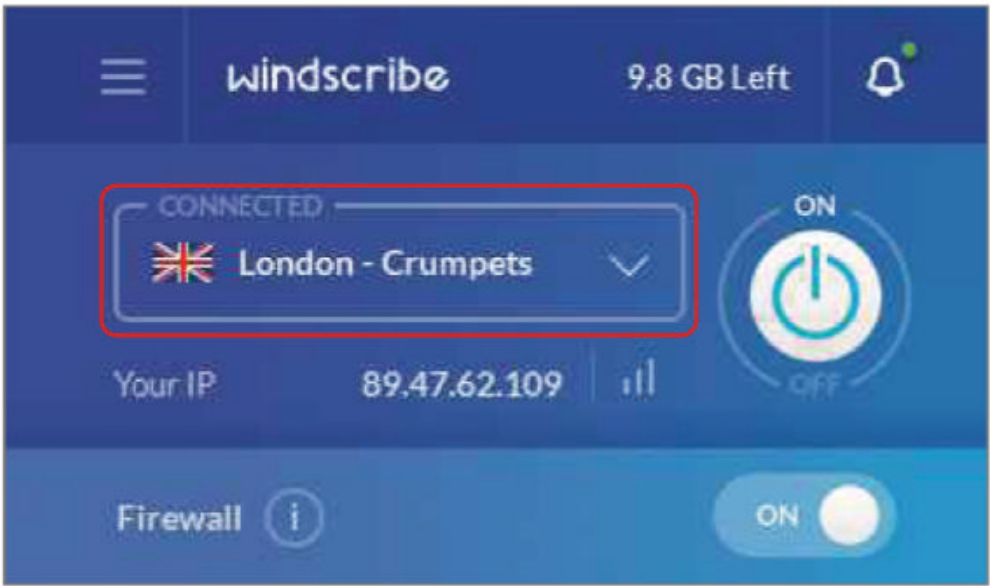 windscribe 9.8 GB Left
CONNECTED
ON
London - Crumpets
Your IP 89.47.62.109
OFF
Firewall i ON